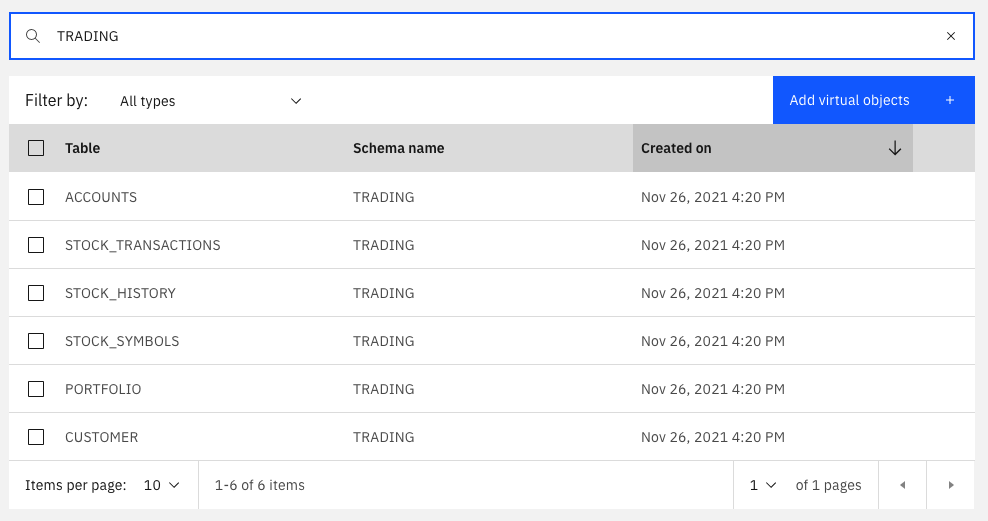 TRADING
Filter by: All types Add virtual objects +
Table Schema name Created on
ACCOUNTS TRADING Nov 26, 2021 4:20 PM
STOCK_TRANSACTIONS TRADING Nov 26, 2021 4:20 PM
STOCK_HISTORY TRADING Nov 26, 2021 4:20 PM
STOCK_SYMBOLS TRADING Nov 26, 2021 4:20 PM
PORTFOLIO TRADING Nov 26, 2021 4:20 PM
CUSTOMER TRADING Nov 26, 2021 4:20 PM
Items per page: 10 1-6 of 6 items 1 of 1 pages